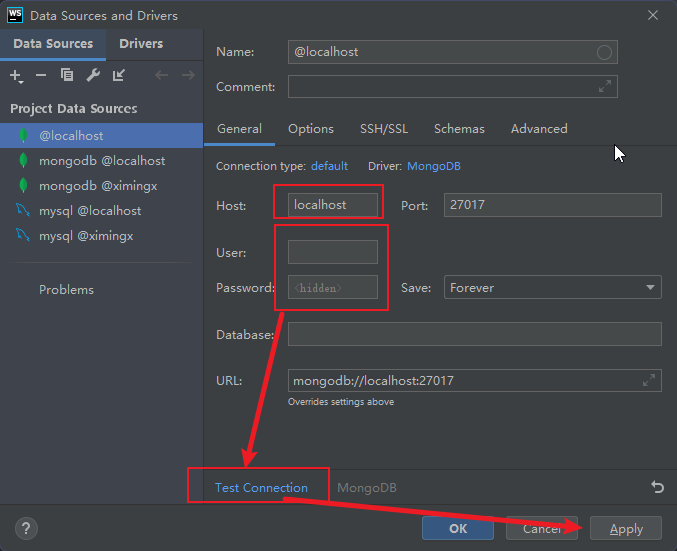 WS Data Sources and Drivers
Data Sources Drivers
Project Data Sources
@localhost
mongodb @localhost
mongodb @ximingx
mysql @localhost
mysql @ximingx
Problems
Name: @localhost
Comment:
General Options SSH/SSL Schemas Advanced
Connection type: default Driver: MongoDB
Host: localhost Port: 27017
User:
Password: <hidden> Save: Forever
Database:
URL: mongodb://localhost:27017
Overrides settings above
Test Connection MongoDB
? OK Cancel Apply